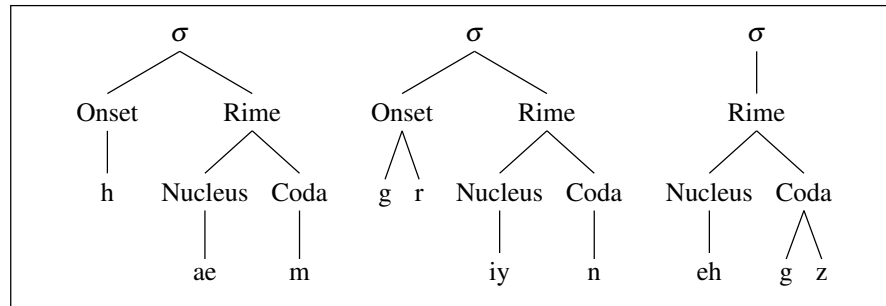 σ σ σ
Onset Rime Onset Rime Rime
h Nucleus Coda g r Nucleus Coda Nucleus Coda
ae m iy n eh g z